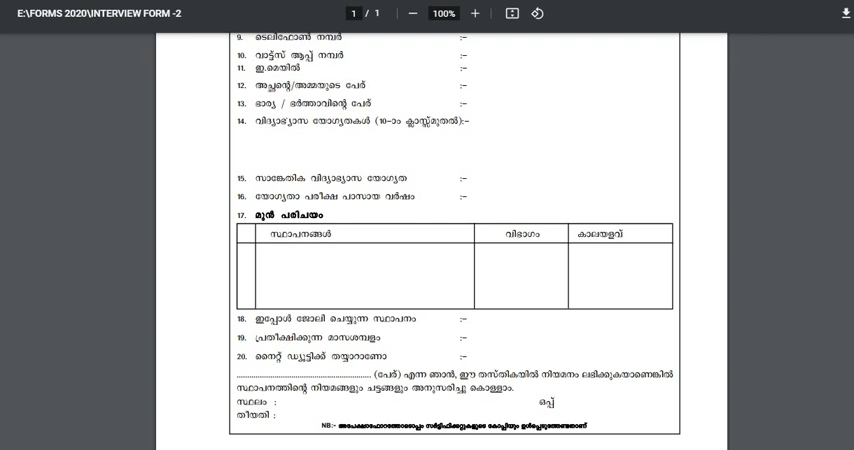 E:\FORMS 2020\INTERVIEW FORM -2
1 / 1
100%
9. ടെലിഫോൺ നമ്പർ :-
10. വാട്ട്സ് ആപ്പ് നമ്പർ :-
11. ഇ.മെയിൽ :-
12. അച്ഛന്റെ/അമ്മയുടെ പേര് :-
13. ഭാര്യ / ഭർത്താവിന്റെ പേര് :-
14. വിദ്യാഭ്യാസ യോഗ്യതകൾ (10-ാം ക്ലാസ്സ്മുതൽ):-
15. സാങ്കേതിക വിദ്യാഭ്യാസ യോഗ്യത :-
16. യോഗ്യതാ പരീക്ഷ പാസായ വർഷം :-
17. മുൻ പരിചയം
സ്ഥാപനങ്ങൾ വിഭാഗം കാലയളവ്
18. ഇപ്പോൾ ജോലി ചെയ്യുന്ന സ്ഥാപനം :-
19. പ്രതീക്ഷിക്കുന്ന മാസശമ്പളം :-
20. നൈറ്റ് ഡ്യൂട്ടിക്ക് തയ്യാറാണോ :-
.................................................... (പേര്) എന്ന ഞാൻ, ഈ തസ്തികയിൽ നിയമനം ലഭിക്കുകയാണെങ്കിൽ
സ്ഥാപനത്തിന്റെ നിയമങ്ങളും ചട്ടങ്ങളും അനുസരിച്ചു കൊള്ളാം.
സ്ഥലം : ഒപ്പ്
തീയതി :
NB:- അപേക്ഷാഫോറത്തോടൊപ്പം സർട്ടിഫിക്കറ്റുകളുടെ കോപ്പിയും ഉൾപ്പെടുത്തേണ്ടതാണ്